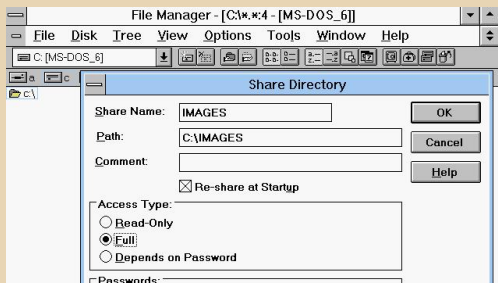 File Manager - [C:\*.*:4 - [MS-DOS_6]]
File Disk Tree View Options Tools Window Help
C: [MS-DOS_6]
a c
c:\
Share Directory
Share Name: IMAGES
OK
Path: C:\IMAGES
Cancel
Comment:
Help
Re-share at Startup
Access Type:
Read-Only
Full
Depends on Password
Passwords: